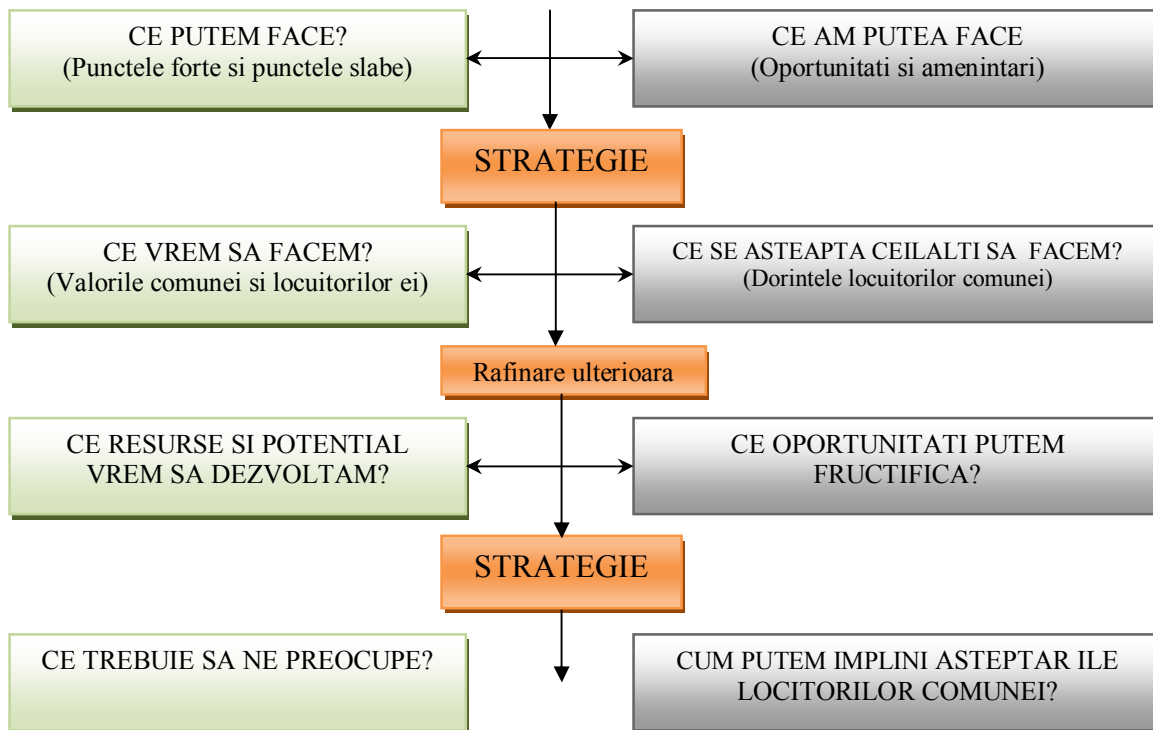 CE PUTEM FACE?
(Punctele forte si punctele slabe)
CE AM PUTEA FACE
(Oportunitati si amenintari)
STRATEGIE
CE VREM SA FACEM?
(Valorile comunei si locuitorilor ei)
CE SE ASTEAPTA CEILALTI SA FACEM?
(Dorintele locuitorilor comunei)
Rafinare ulterioara
CE RESURSE SI POTENTIAL
VREM SA DEZVOLTAM?
CE OPORTUNITATI PUTEM
FRUCTIFICA?
STRATEGIE
CE TREBUIE SA NE PREOCUPE?
CUM PUTEM IMPLINI ASTEPTAR ILE
LOCITORILOR COMUNEI?